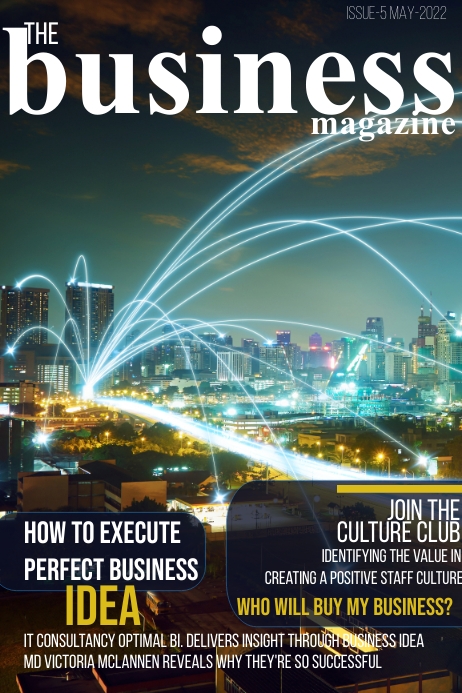 ISSUE-5 MAY-2022
THE
business
magazine
HOW TO EXECUTE
PERFECT BUSINESS
IDEA
JOIN THE
CULTURE CLUB
IDENTIFYING THE VALUE IN
CREATING A POSITIVE STAFF CULTURE
WHO WILL BUY MY BUSINESS?
IT CONSULTANCY OPTIMAL BI. DELIVERS INSIGHT THROUGH BUSINESS IDEA
MD VICTORIA MCLANNEN REVEALS WHY THEY'RE SO SUCCESSFUL